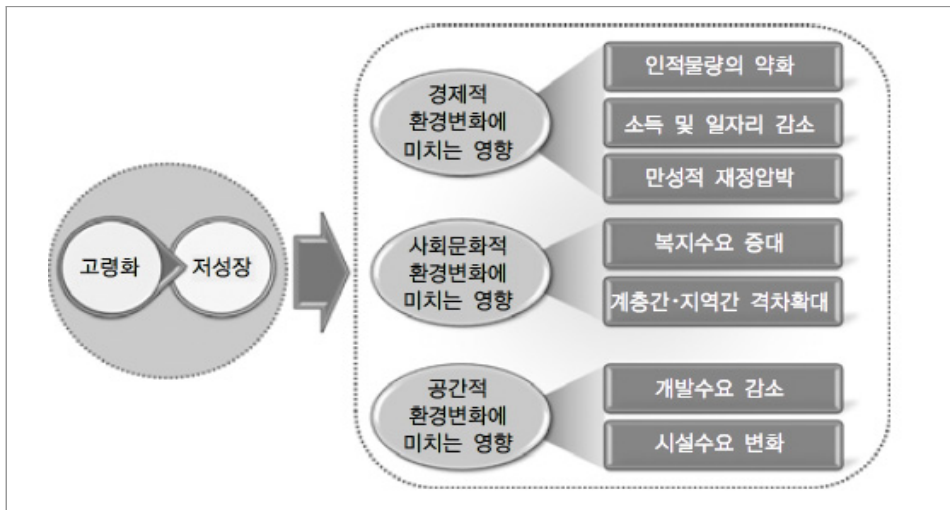 고령화
저성장
경제적
환경변화에
미치는 영향
인적물량의 약화
소득 및 일자리 감소
만성적 재정압박
사회문화적
환경변화에
미치는 영향
복지수요 증대
계층간·지역간 격차확대
공간적
환경변화에
미치는 영향
개발수요 감소
시설수요 변화